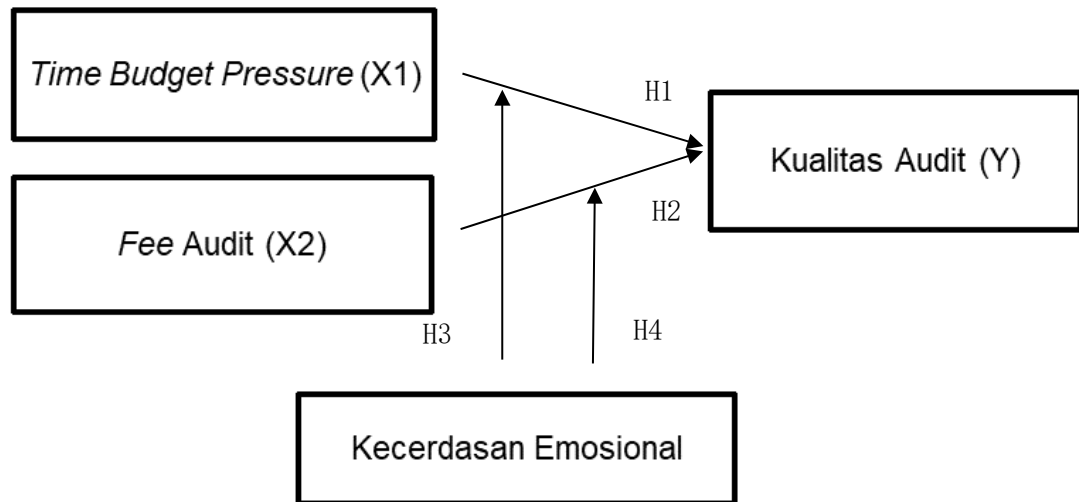 Time Budget Pressure (X1)
H1
Kualitas Audit (Y)
H2
Fee Audit (X2)
H3
H4
Kecerdasan Emosional